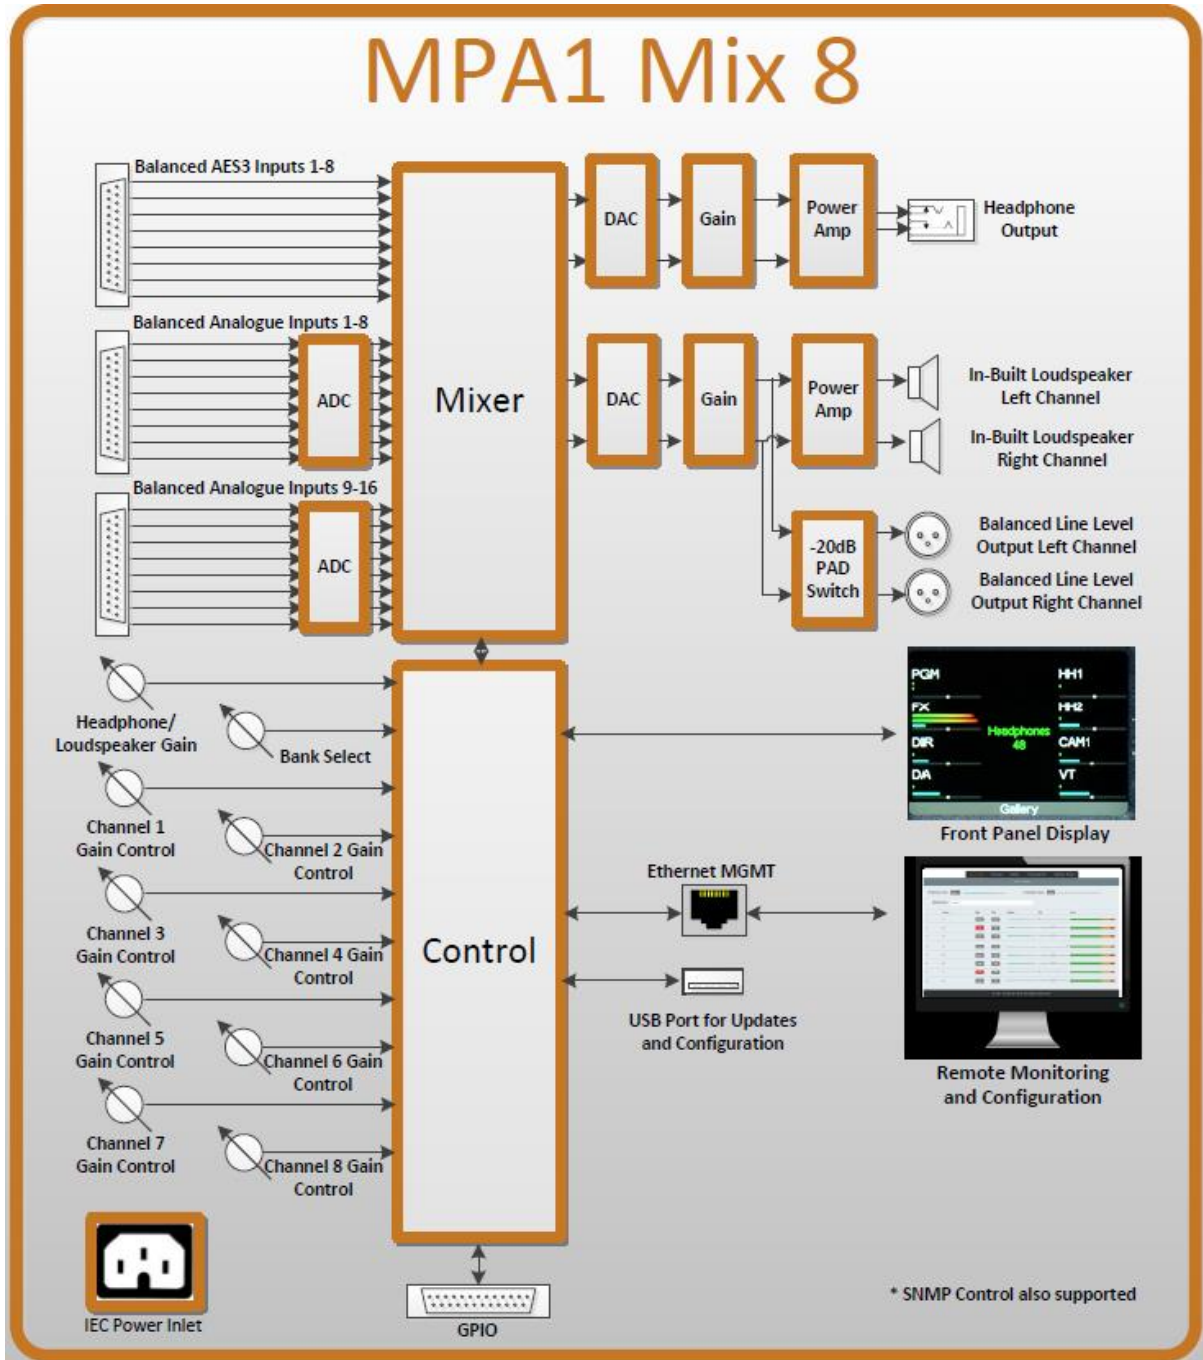 MPA1 Mix 8
Balanced AES3 Inputs 1-8
Mixer
DAC
Gain
Power
Amp
Headphone
Output
Balanced Analogue Inputs 1-8
ADC
DAC
Gain
Power
Amp
In-Built Loudspeaker
Left Channel
In-Built Loudspeaker
Right Channel
Balanced Analogue Inputs 9-16
ADC
-20dB
PAD
Switch
Balanced Line Level
Output Left Channel
Balanced Line Level
Output Right Channel
Headphone/
Loudspeaker Gain
Bank Select
Channel 1
Gain Control
Channel 2 Gain
Control
Channel 3
Gain Control
Channel 4 Gain
Control
Channel 5
Gain Control
Channel 6 Gain
Control
Channel 7
Gain Control
Channel 8 Gain
Control
Control
PGM
HH1
FX
HH2
Headphones
48
DIR
CAM1
DA
VT
Gallery
Front Panel Display
Ethernet MGMT
USB Port for Updates
and Configuration
Remote Monitoring
and Configuration
IEC Power Inlet
GPIO
* SNMP Control also supported